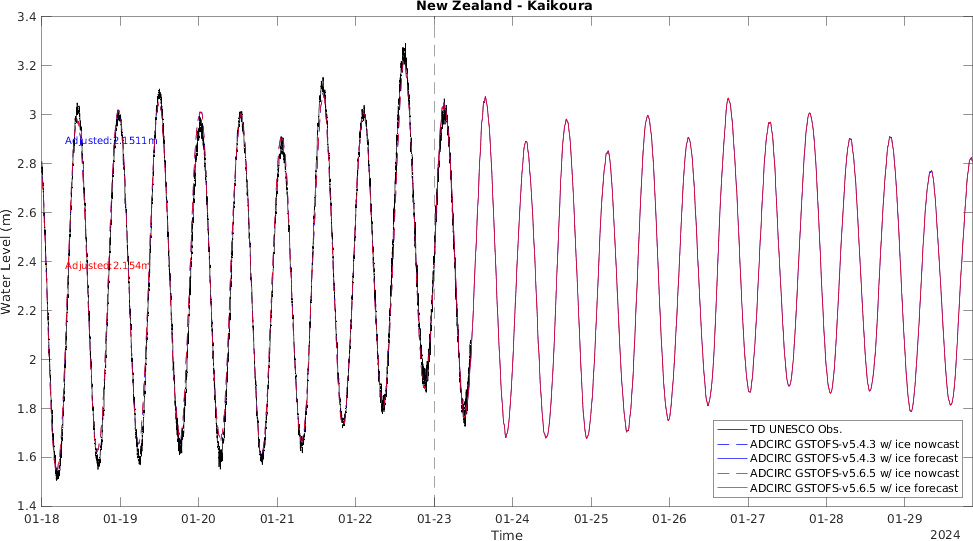 New Zealand - Kaikoura
3.4
3.2
3
2.8
2.6
2.4
2.2
2
1.8
1.6
1.4
Water Level (m)
Adjusted:2.1511m
Adjusted:2.154m
TD UNESCO Obs.
ADCIRC GSTOFS-v5.4.3 w/ ice nowcast
ADCIRC GSTOFS-v5.4.3 w/ ice forecast
ADCIRC GSTOFS-v5.6.5 w/ ice nowcast
ADCIRC GSTOFS-v5.6.5 w/ ice forecast
01-18 01-19 01-20 01-21 01-22 01-23 01-24 01-25 01-26 01-27 01-28 01-29
Time
2024